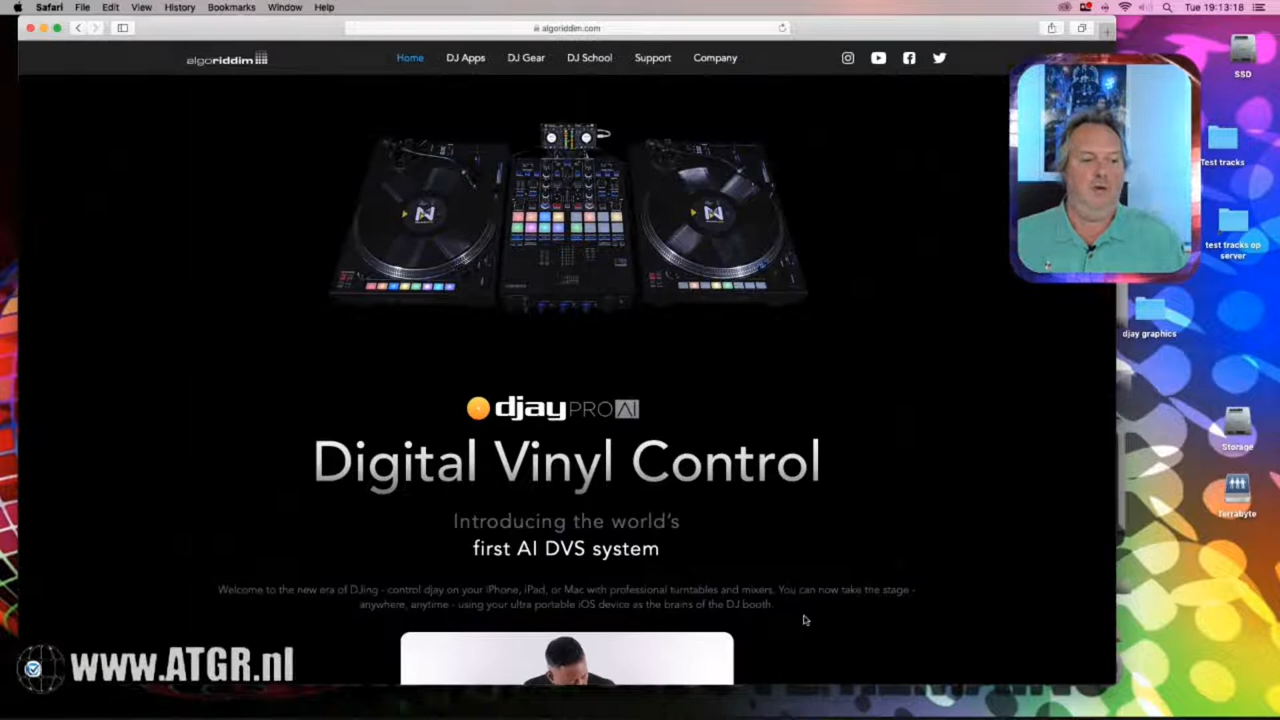 Safari File Edit View History Bookmarks Window Help
Tue 19:13:18
algoriddim.com
algoriddim
Home DJ Apps DJ Gear DJ School Support Company
SSD
Test tracks
test tracks op
server
djay graphics
Storage
Terrabyte
djay PRO AI
Digital Vinyl Control
Introducing the world's
first AI DVS system
Welcome to the new era of DJing - control djay on your iPhone, iPad, or Mac with professional turntables and mixers. You can now take the stage -
anywhere, anytime - using your ultra portable iOS device as the brains of the DJ booth.
www.ATGR.nl